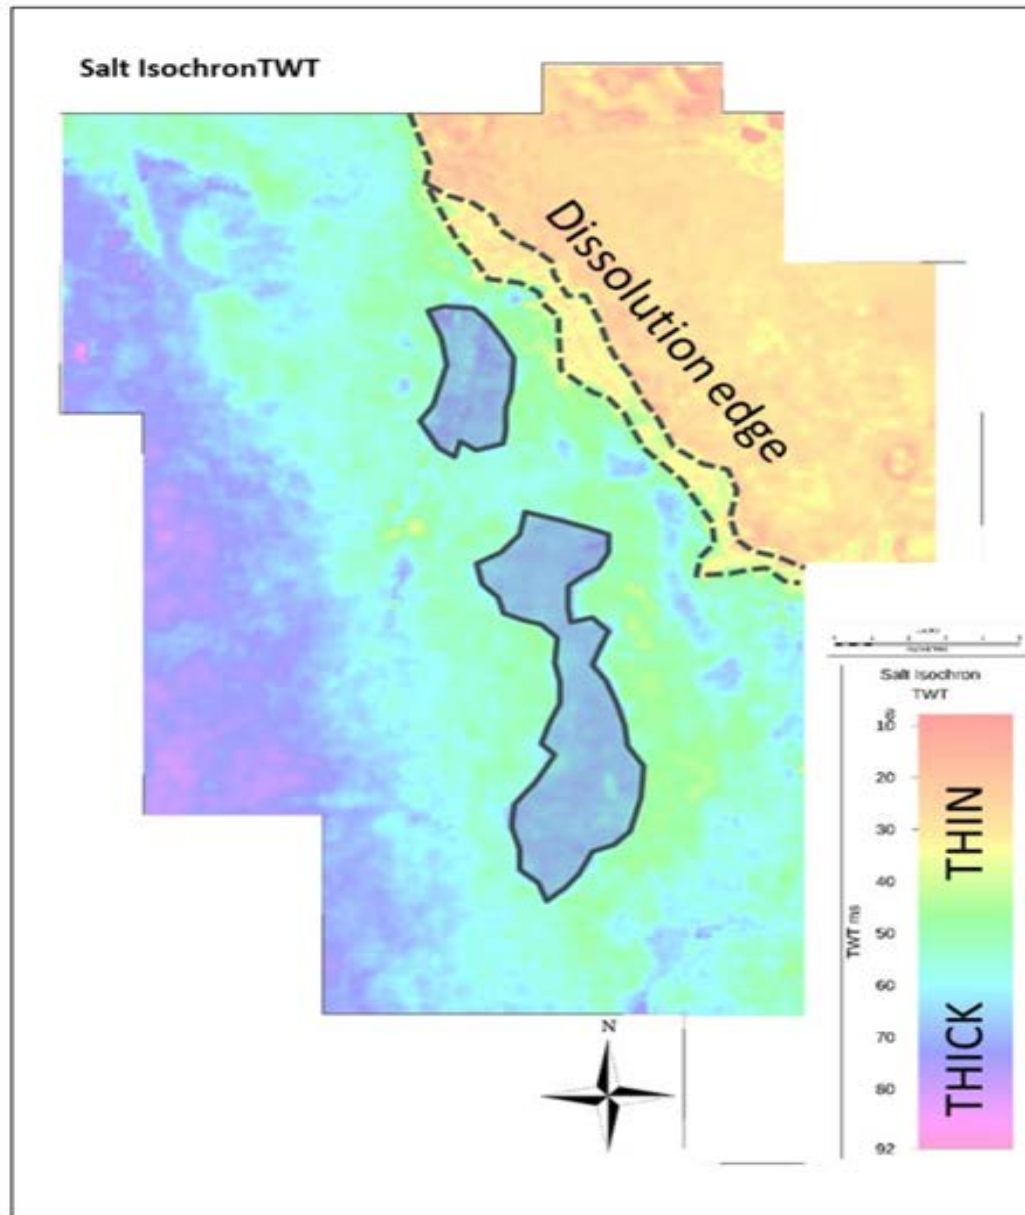 Salt IsochronTWT
Dissolution edge
Salt Isochron
TWT
10
20
30
40
50
60
70
80
92
TWT ms
THIN
THICK
N